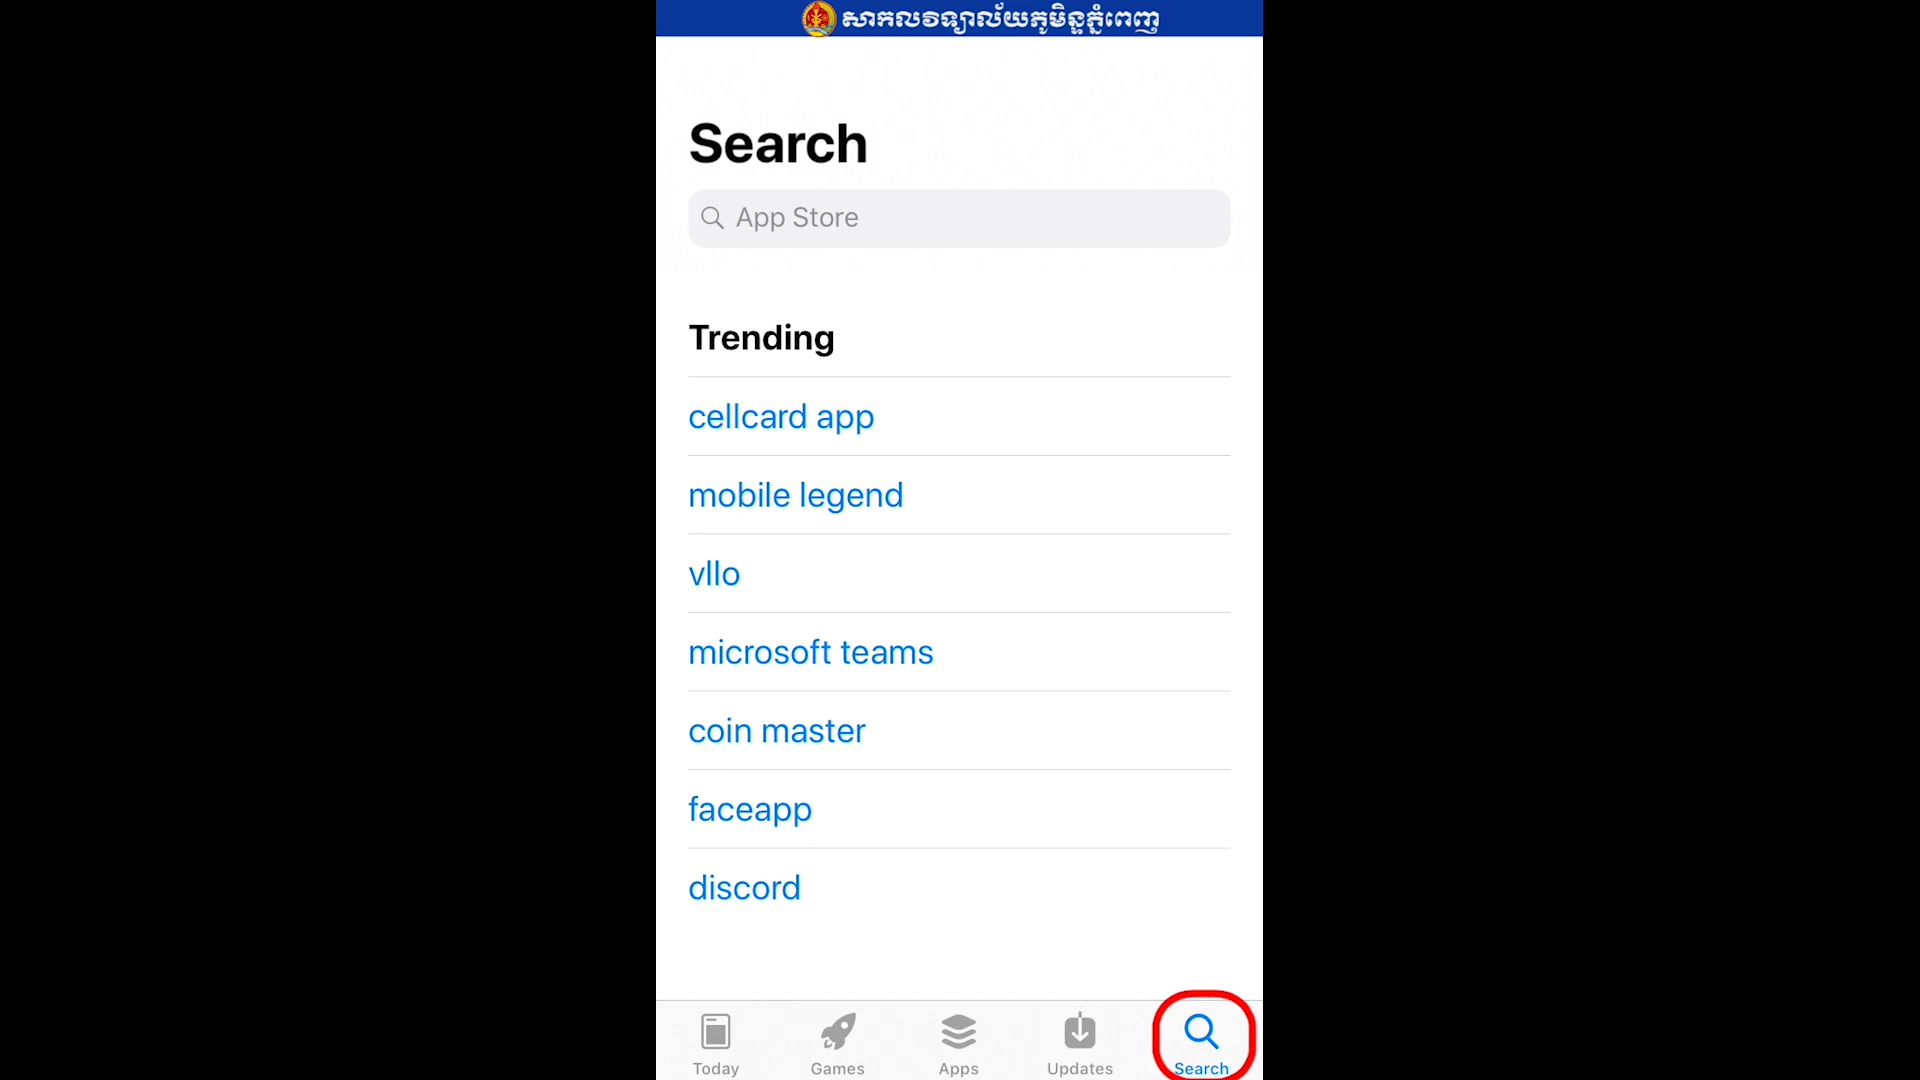 សាកលវិទ្យាល័យភូមិន្ទភ្នំពេញ
Search
App Store
Trending
cellcard app
mobile legend
vllo
microsoft teams
coin master
faceapp
discord
Today
Games
Apps
Updates
Search